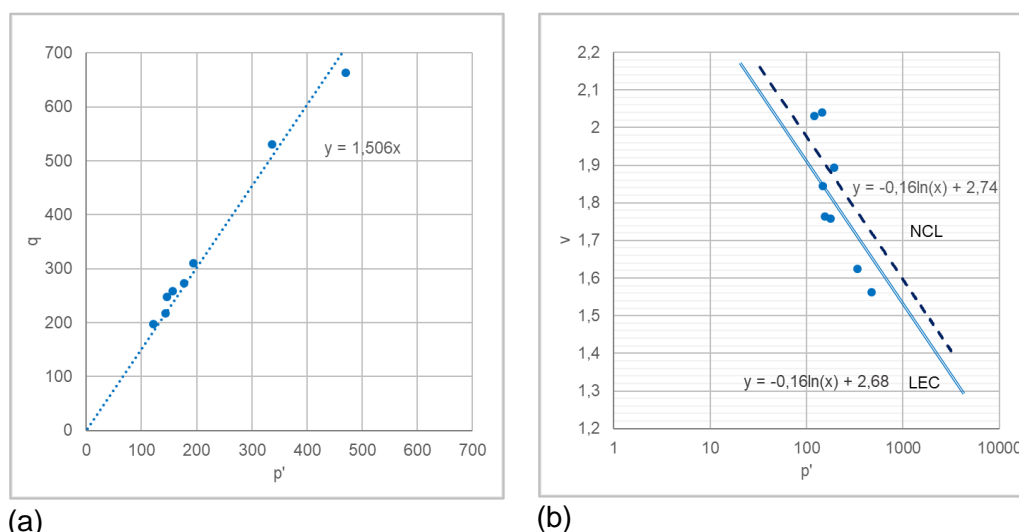 700
600
500
400
300
200
100
0
q
y = 1,506x
0 100 200 300 400 500 600 700
p'
(a)
2,2
2,1
2
1,9
1,8
1,7
1,6
1,5
1,4
1,3
1,2
v
y = -0,16ln(x) + 2,74
NCL
y = -0,16ln(x) + 2,68 LEC
1 10 100 1000 10000
p'
(b)